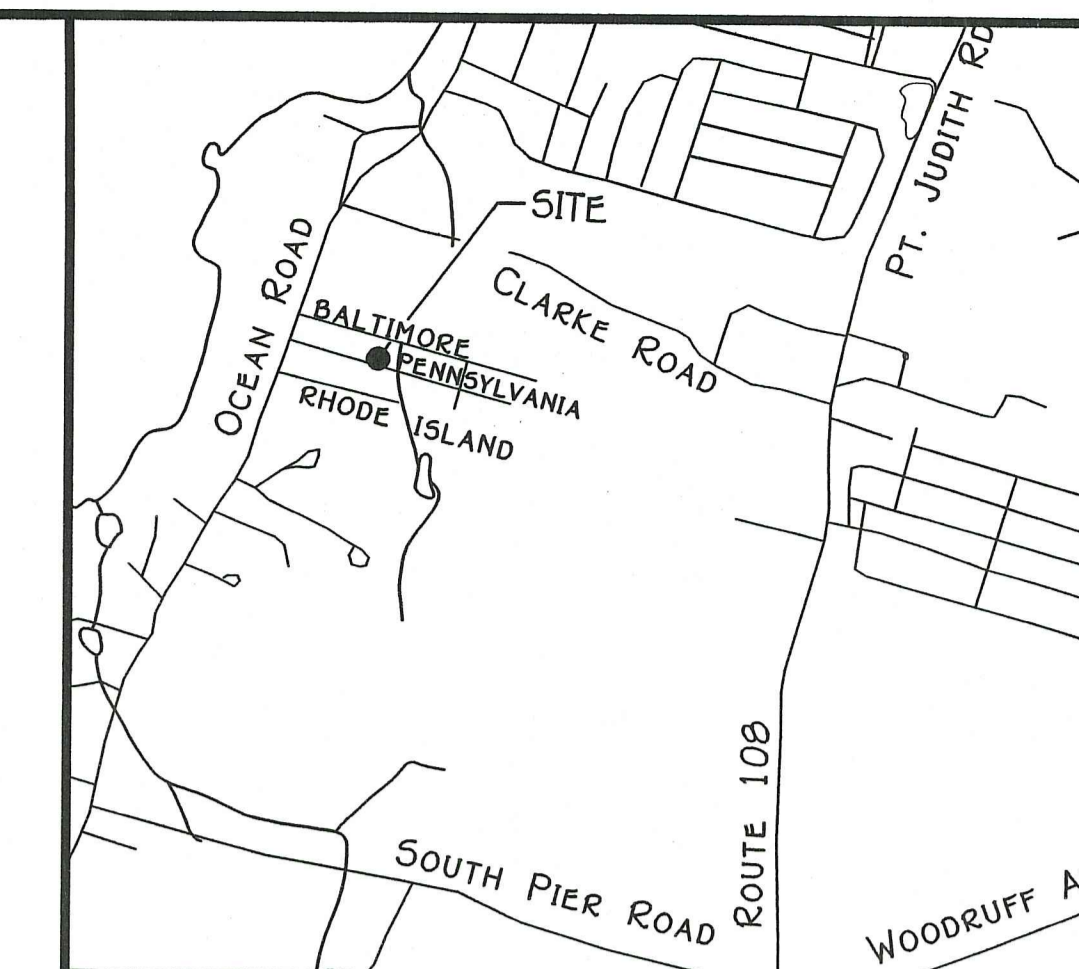 PT. JUDITH RD
SITE
OCEAN ROAD
CLARKE ROAD
BALTIMORE
PENNSYLVANIA
RHODE ISLAND
ROUTE 108
SOUTH PIER ROAD
WOODRUFF A